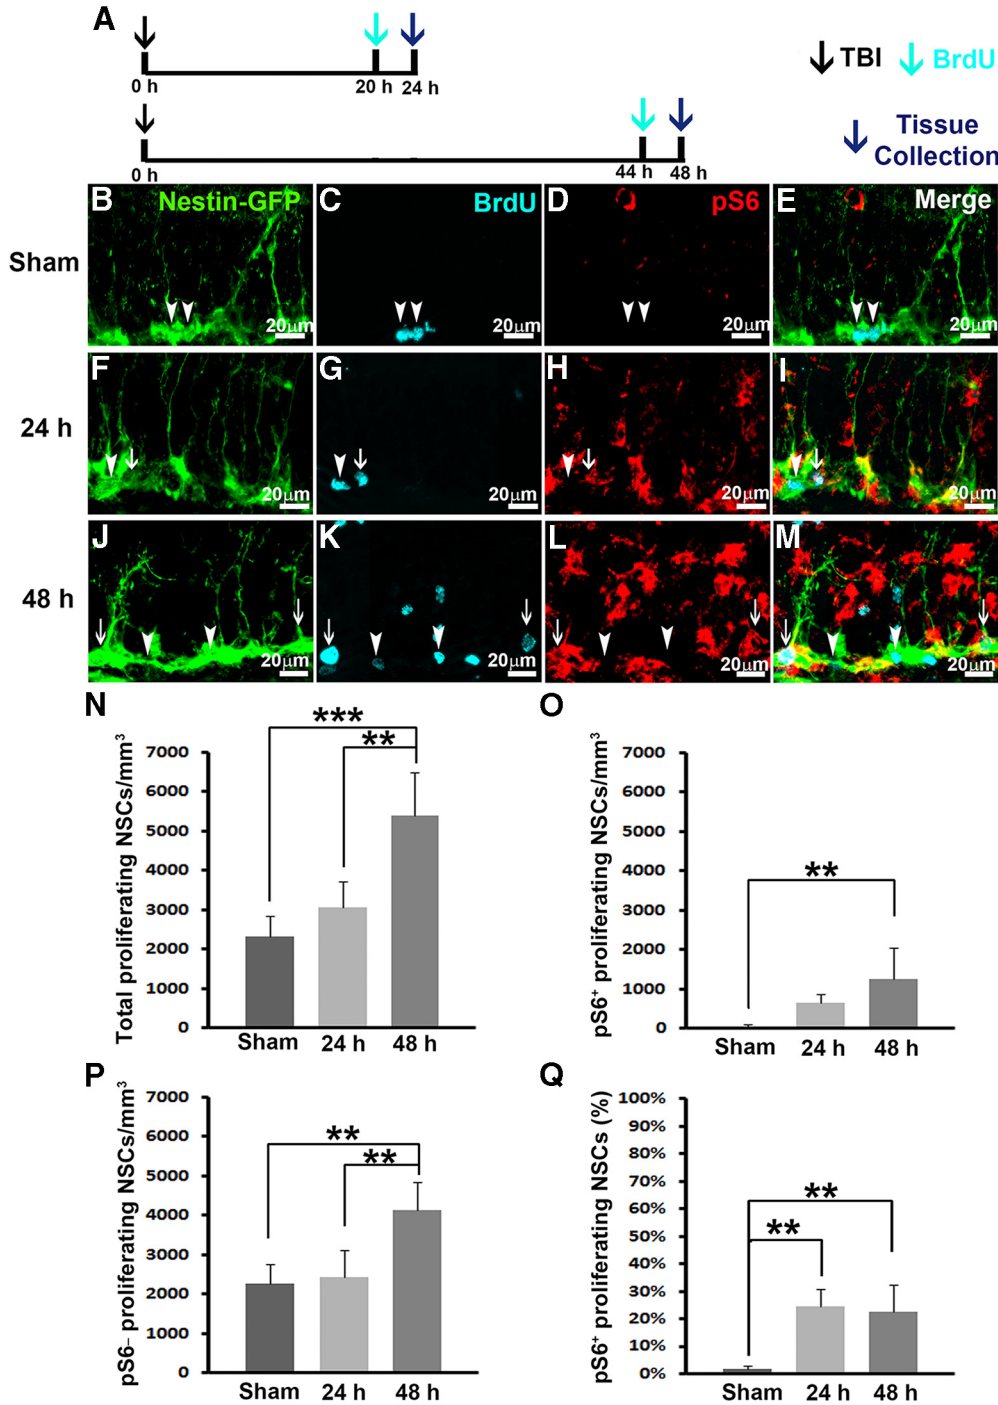 A
0 h
20 h
24 h
0 h
44 h
48 h
TBI
BrdU
Tissue
Collection
B
Nestin-GFP
C
BrdU
D
pS6
E
Merge
Sham
20μm
20μm
20μm
20μm
F
G
H
I
24 h
20μm
20μm
20μm
20μm
J
K
L
M
48 h
20μm
20μm
20μm
20μm
N
Total proliferating NSCs/mm³
7000
6000
5000
4000
3000
2000
1000
0
***
**
Sham
24 h
48 h
O
pS6⁺ proliferating NSCs/mm³
7000
6000
5000
4000
3000
2000
1000
0
**
Sham
24 h
48 h
P
pS6– proliferating NSCs/mm³
7000
6000
5000
4000
3000
2000
1000
0
**
**
Sham
24 h
48 h
Q
pS6⁺ proliferating NSCs (%)
100%
90%
80%
70%
60%
50%
40%
30%
20%
10%
0%
**
**
Sham
24 h
48 h